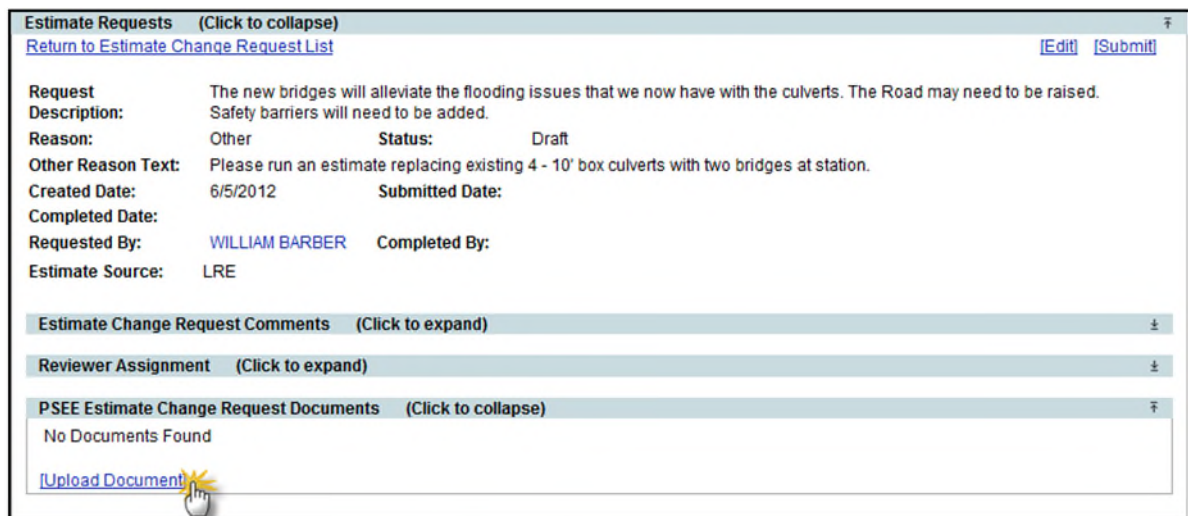 Estimate Requests (Click to collapse)
Return to Estimate Change Request List [Edit] [Submit]
Request Description: The new bridges will alleviate the flooding issues that we now have with the culverts. The Road may need to be raised.
Safety barriers will need to be added.
Reason: Other Status: Draft
Other Reason Text: Please run an estimate replacing existing 4 - 10' box culverts with two bridges at station.
Created Date: 6/5/2012 Submitted Date:
Completed Date:
Requested By: WILLIAM BARBER Completed By:
Estimate Source: LRE
Estimate Change Request Comments (Click to expand)
Reviewer Assignment (Click to expand)
PSEE Estimate Change Request Documents (Click to collapse)
No Documents Found
[Upload Document]